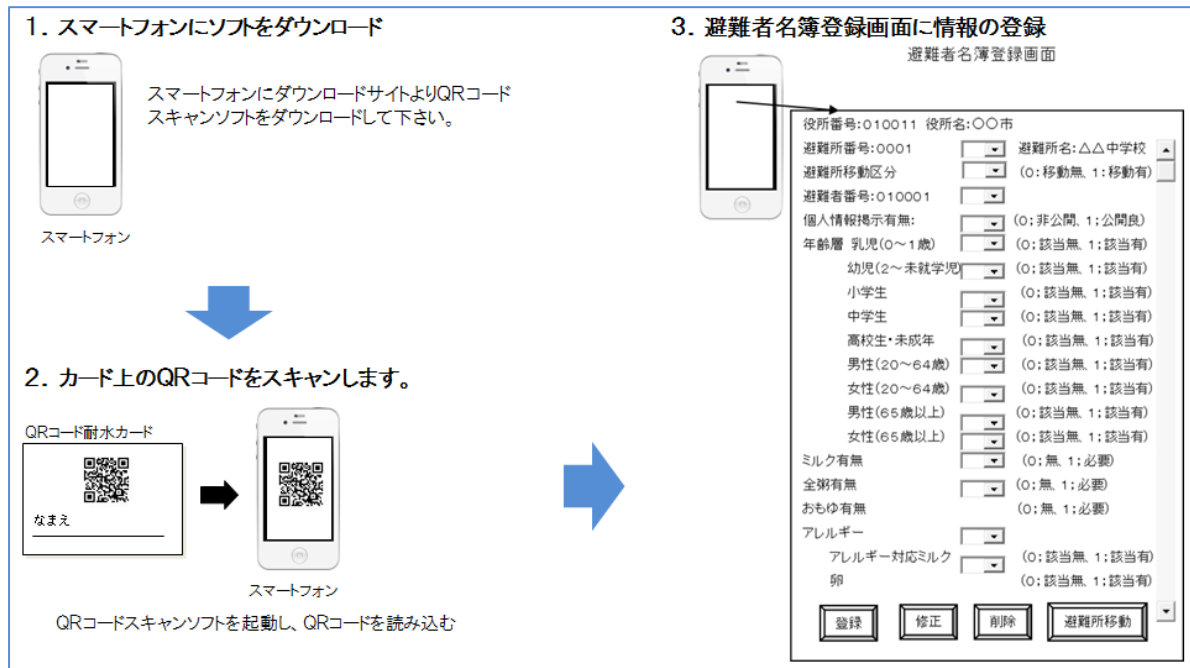 1. スマートフォンにソフトをダウンロード
スマートフォンにダウンロードサイトよりQRコード
スキャンソフトをダウンロードして下さい。
スマートフォン
2. カード上のQRコードをスキャンします。
QRコード耐水カード
なまえ
スマートフォン
QRコードスキャンソフトを起動し、QRコードを読み込む
3. 避難者名簿登録画面に情報の登録
避難者名簿登録画面
役所番号:010011 役所名:〇〇市
避難所番号:0001 避難所名:△△中学校
避難所移動区分 (0:移動無、1:移動有)
避難者番号:010001
個人情報掲示有無: (0;非公開、1;公開良)
年齢層 乳児(0～1歳) (0;該当無、1;該当有)
幼児(2～未就学児) (0;該当無、1;該当有)
小学生 (0;該当無、1;該当有)
中学生 (0;該当無、1;該当有)
高校生・未成年 (0;該当無、1;該当有)
男性(20～64歳) (0;該当無、1;該当有)
女性(20～64歳) (0;該当無、1;該当有)
男性(65歳以上) (0;該当無、1;該当有)
女性(65歳以上) (0;該当無、1;該当有)
ミルク有無 (0;無、1;必要)
全粥有無 (0;無、1;必要)
おもゆ有無 (0;無、1;必要)
アレルギー
アレルギー対応ミルク (0;該当無、1;該当有)
卵 (0;該当無、1;該当有)
登録 修正 削除 避難所移動